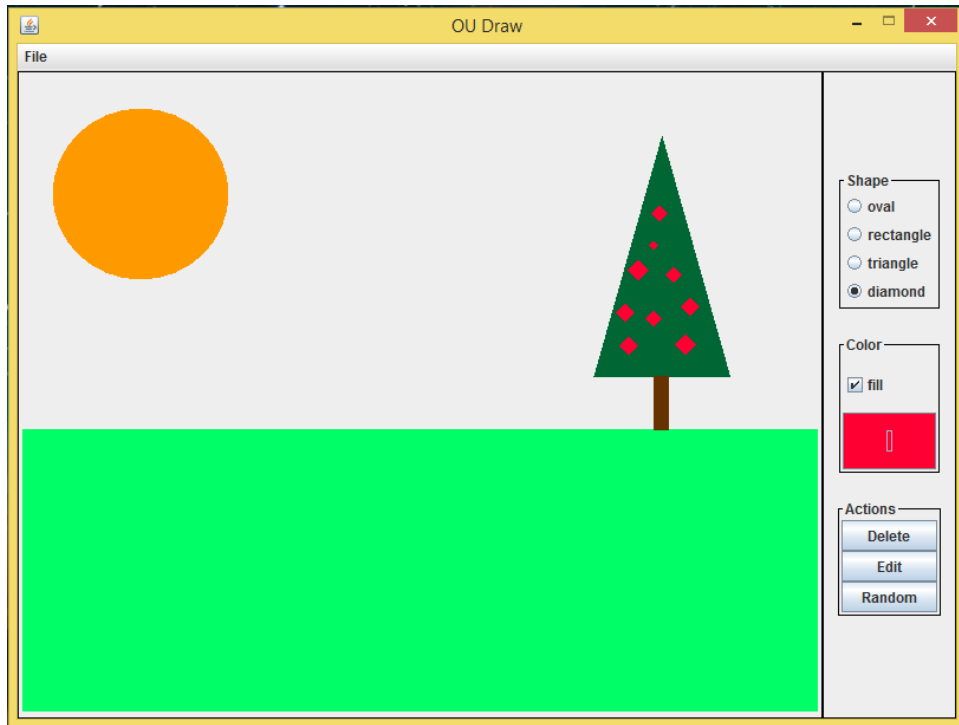 OU Draw
File
Shape
oval
rectangle
triangle
diamond
Color
fill
Actions
Delete
Edit
Random